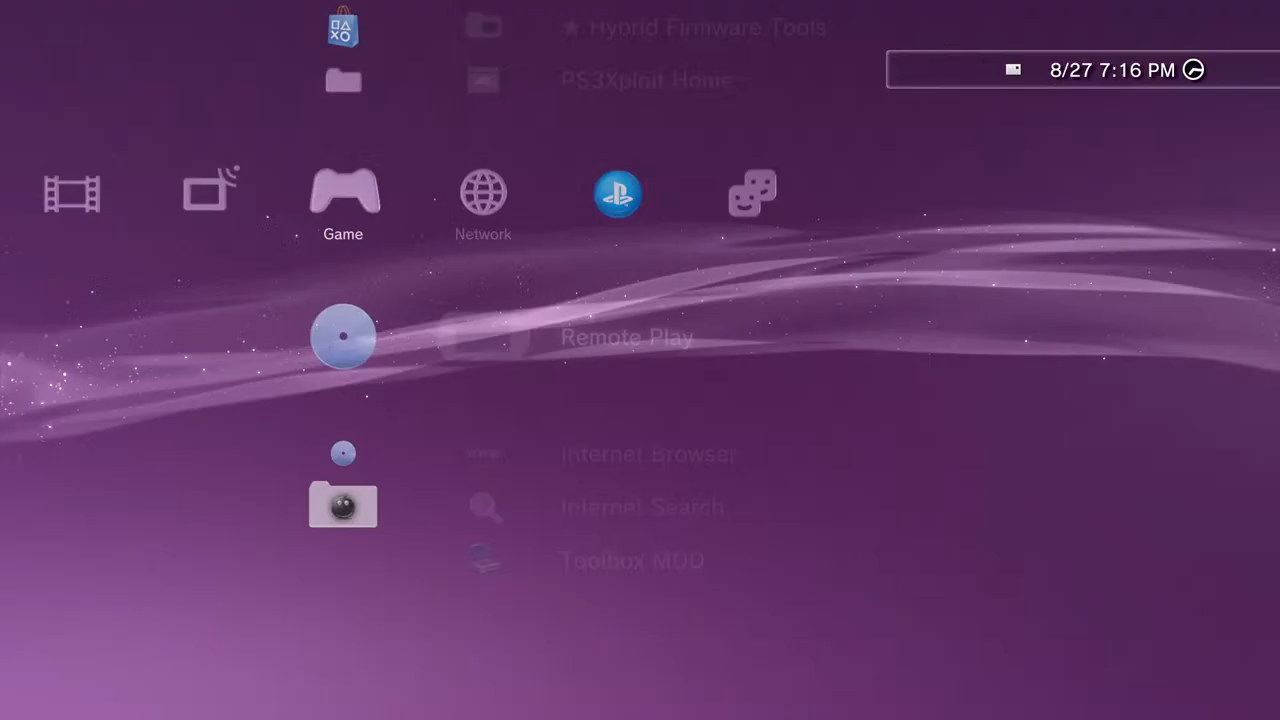 ★ Hybrid Firmware Tools
PS3Xploit Home
8/27 7:16 PM
Game
Network
Remote Play
Internet Browser
Internet Search
Toolbox MOD